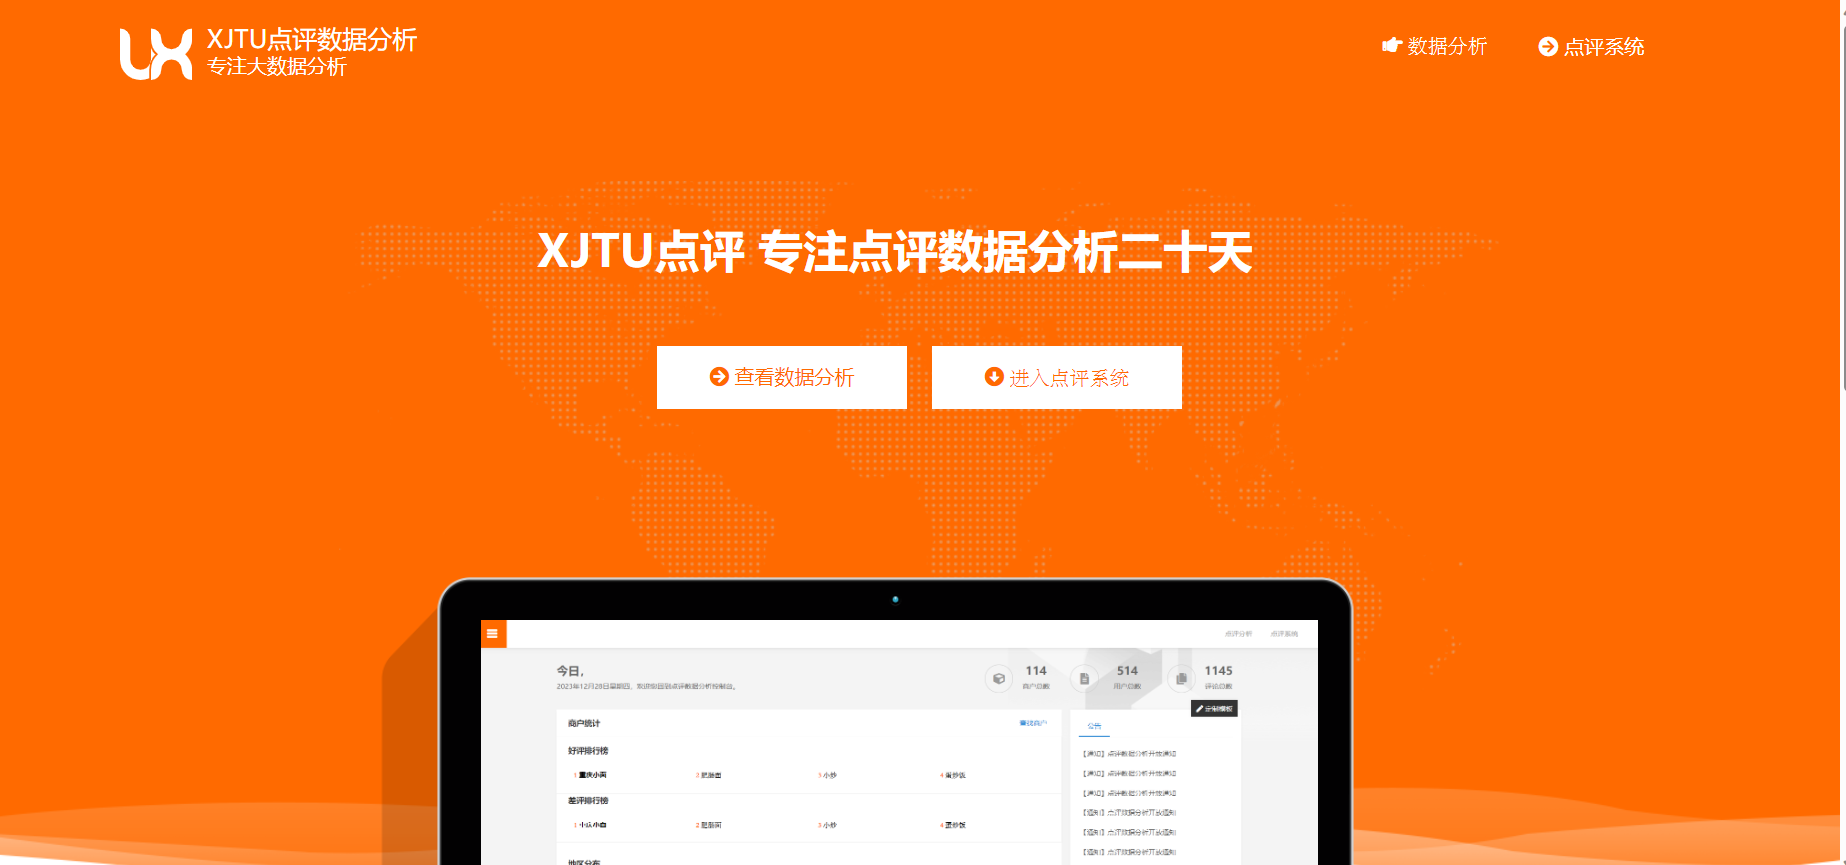 XJTU点评数据分析
专注大数据分析
数据分析
点评系统
XJTU点评 专注点评数据分析二十天
查看数据分析
进入点评系统
点评分析
点评系统
今日，
2023年12月28日星期四，欢迎您回到点评数据分析控制台。
114
商户总数
514
用户总数
1145
评论总数
定制模板
商户统计
查找商户
公告
好评排行榜
1 重庆小面
2 肥肠面
3 小炒
4 蛋炒饭
差评排行榜
2 肥肠面
3 小炒
4 蛋炒饭
地区分布
【通知】点评数据分析开放通知
【通知】点评数据分析开放通知
【通知】点评数据分析开放通知
【通知】点评数据分析开放通知
【通知】点评数据分析开放通知
【通知】点评数据分析开放通知